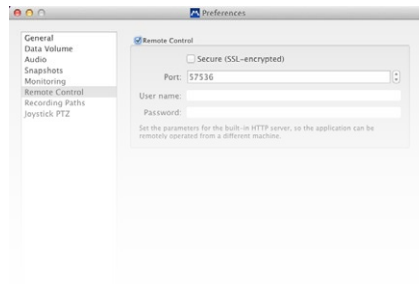 Preferences
General
Data Volume
Audio
Snapshots
Monitoring
Remote Control
Recording Paths
Joystick PTZ
Remote Control
Secure (SSL-encrypted)
Port: 57536
User name:
Password:
Set the parameters for the built-in HTTP server, so the application can be
remotely operated from a different machine.